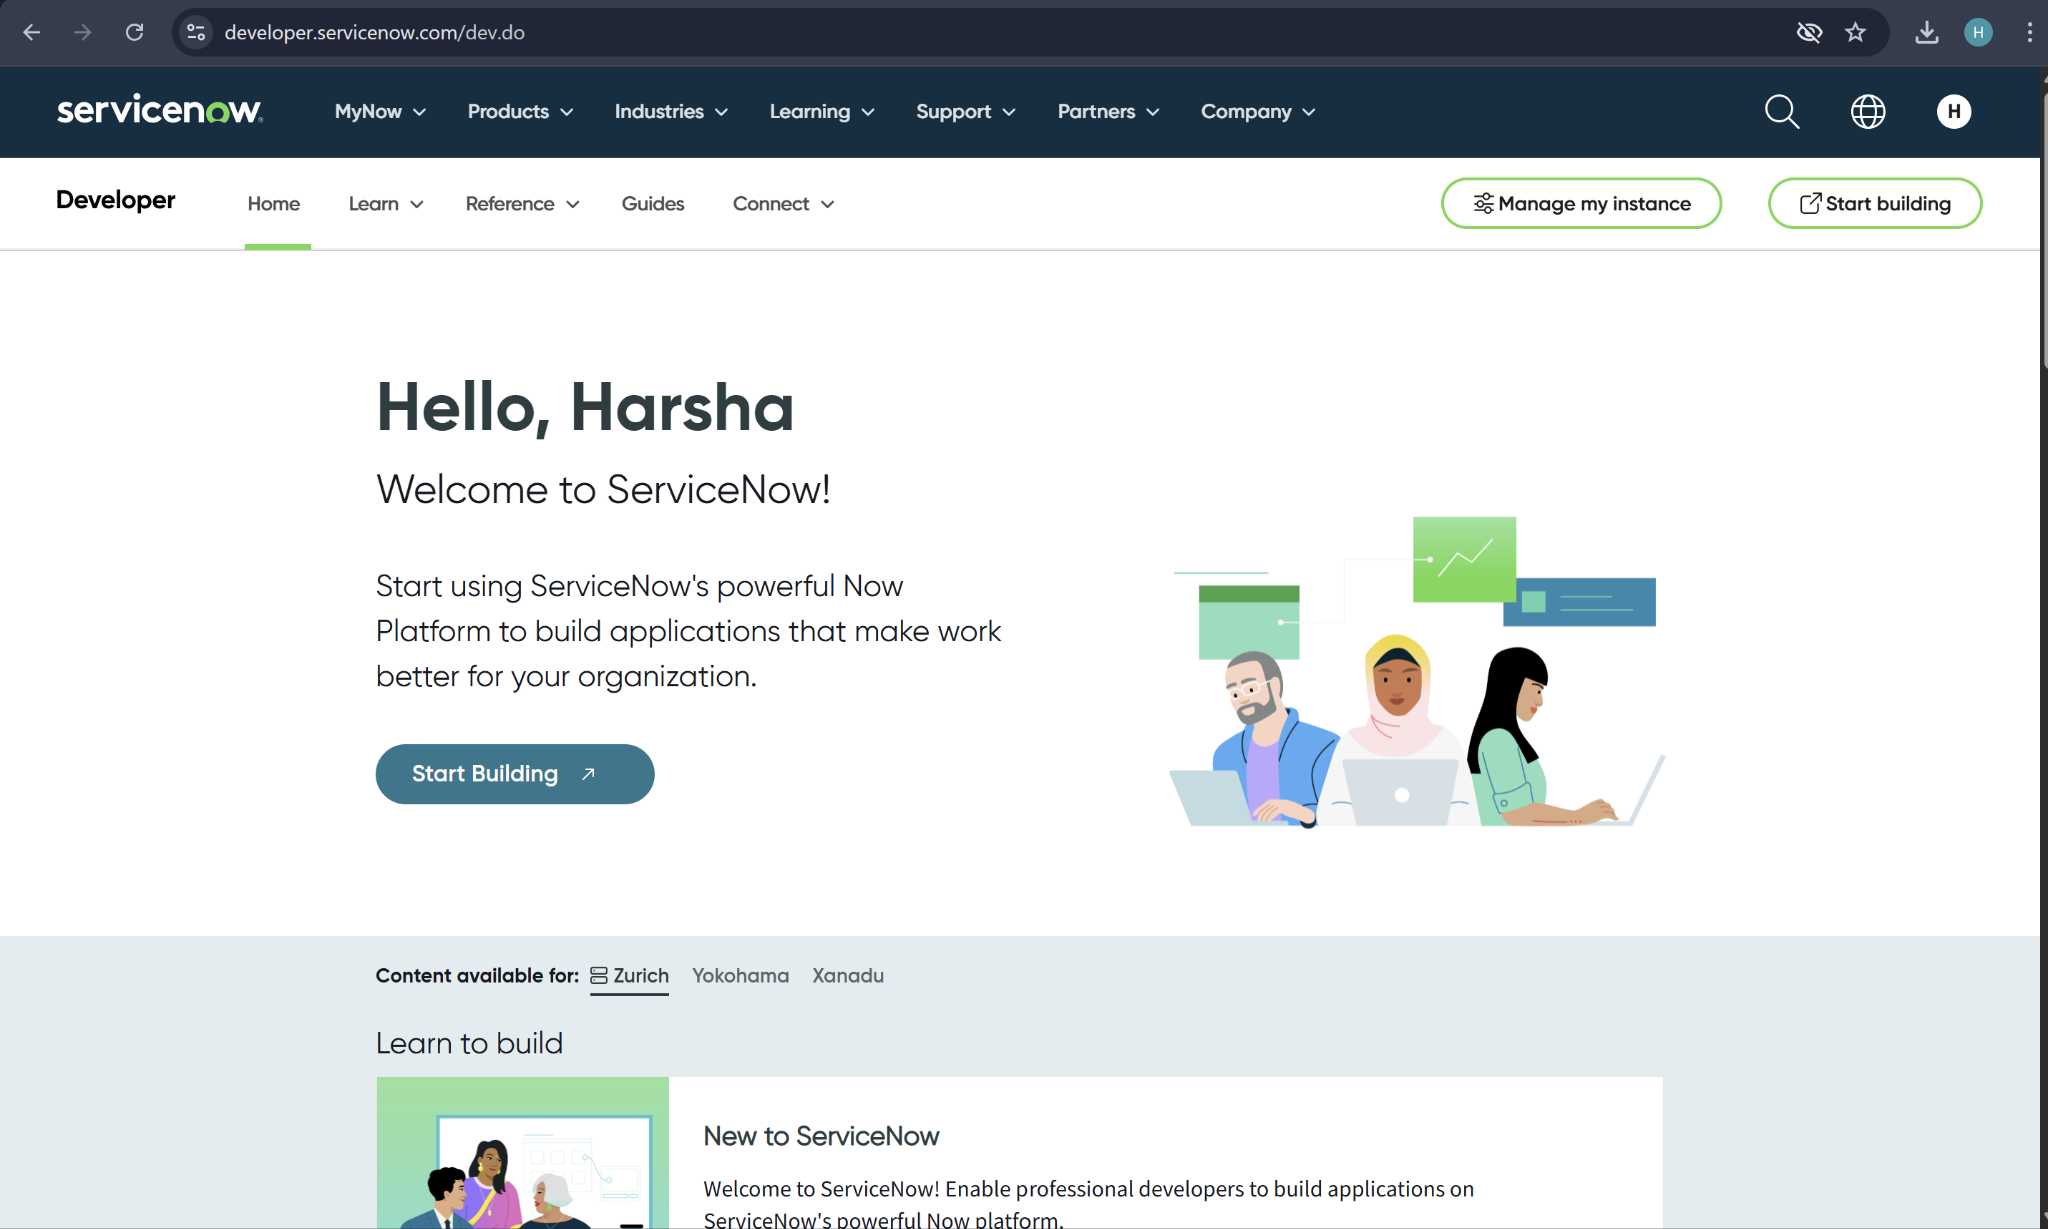 developer.servicenow.com/dev.do
H
servicenow
MyNow
Products
Industries
Learning
Support
Partners
Company
H
Developer
Home
Learn
Reference
Guides
Connect
Manage my instance
Start building
Hello, Harsha
Welcome to ServiceNow!
Start using ServiceNow's powerful Now
Platform to build applications that make work
better for your organization.
Start Building
Content available for: Zurich Yokohama Xanadu
Learn to build
New to ServiceNow
Welcome to ServiceNow! Enable professional developers to build applications on
ServiceNow's powerful Now platform.